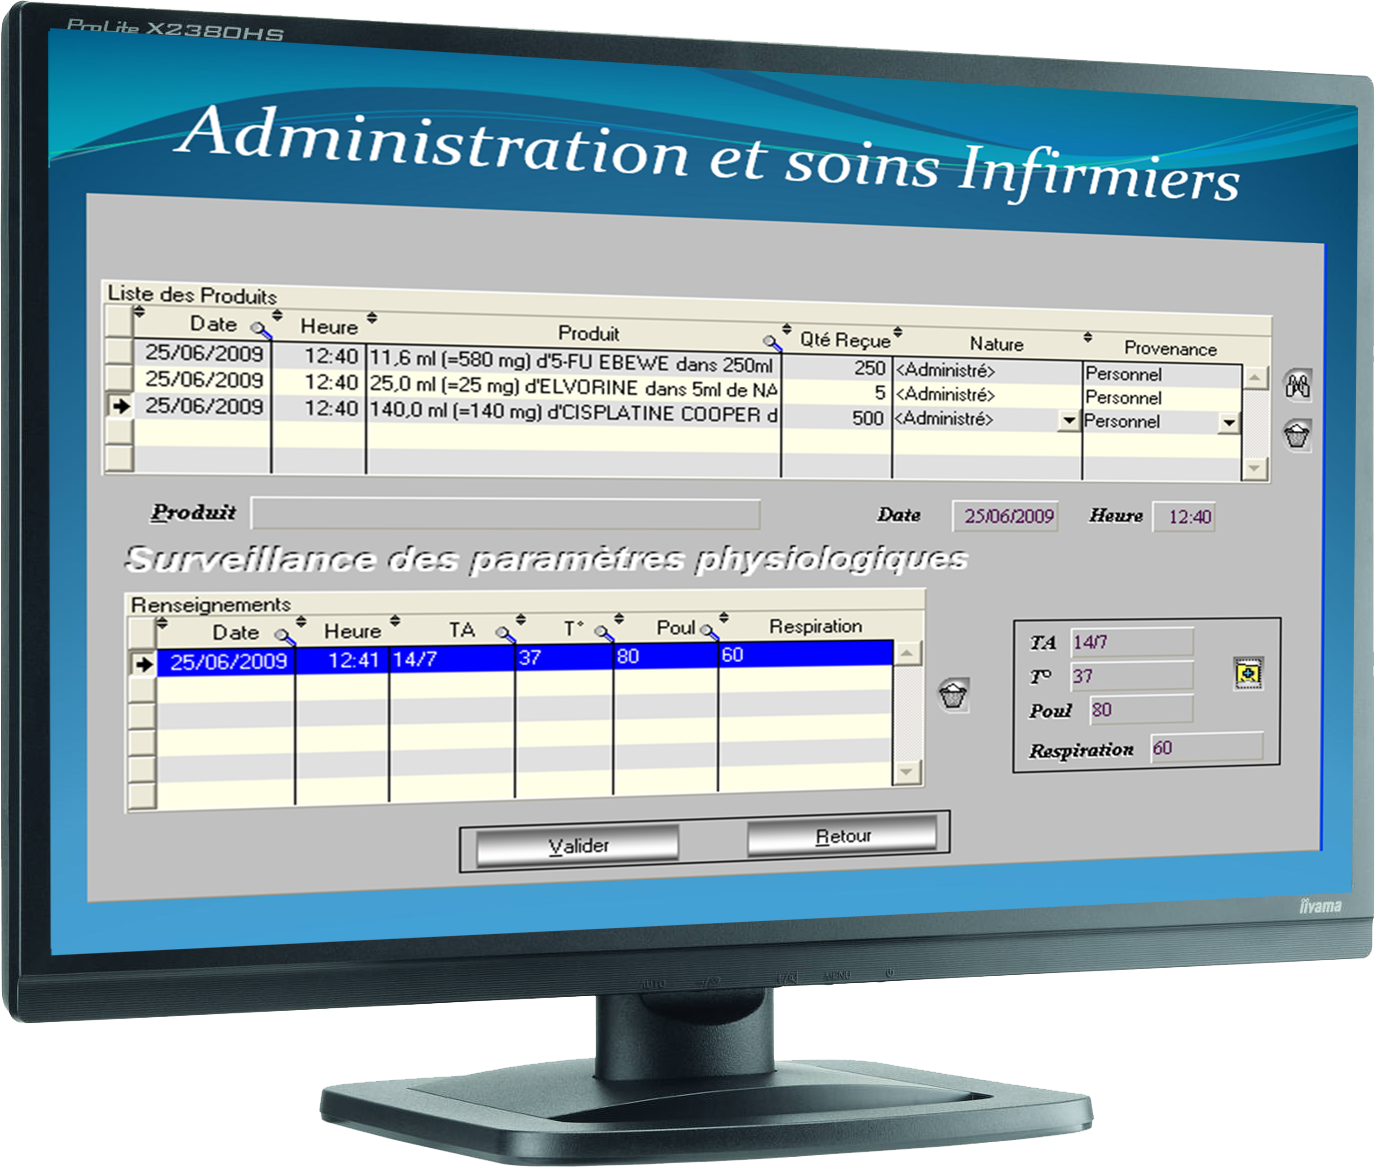 ProLite X2380HS
Administration et soins Infirmiers
Liste des Produits
Date Heure Produit Qté Reçue Nature Provenance
25/06/2009 12:40 11,6 ml (=580 mg) d'5-FU EBEWE dans 250ml 250 <Administré> Personnel
25/06/2009 12:40 25,0 ml (=25 mg) d'ELVORINE dans 5ml de NA 5 <Administré> Personnel
25/06/2009 12:40 140,0 ml (=140 mg) d'CISPLATINE COOPER d 500 <Administré> Personnel
Produit Date 25/06/2009 Heure 12:40
Surveillance des paramètres physiologiques
Renseignements
Date Heure TA T° Poul Respiration
25/06/2009 12:41 14/7 37 80 60
TA 14/7
T° 37
Poul 80
Respiration 60
Valider Retour
iiyama
AUTO MENU